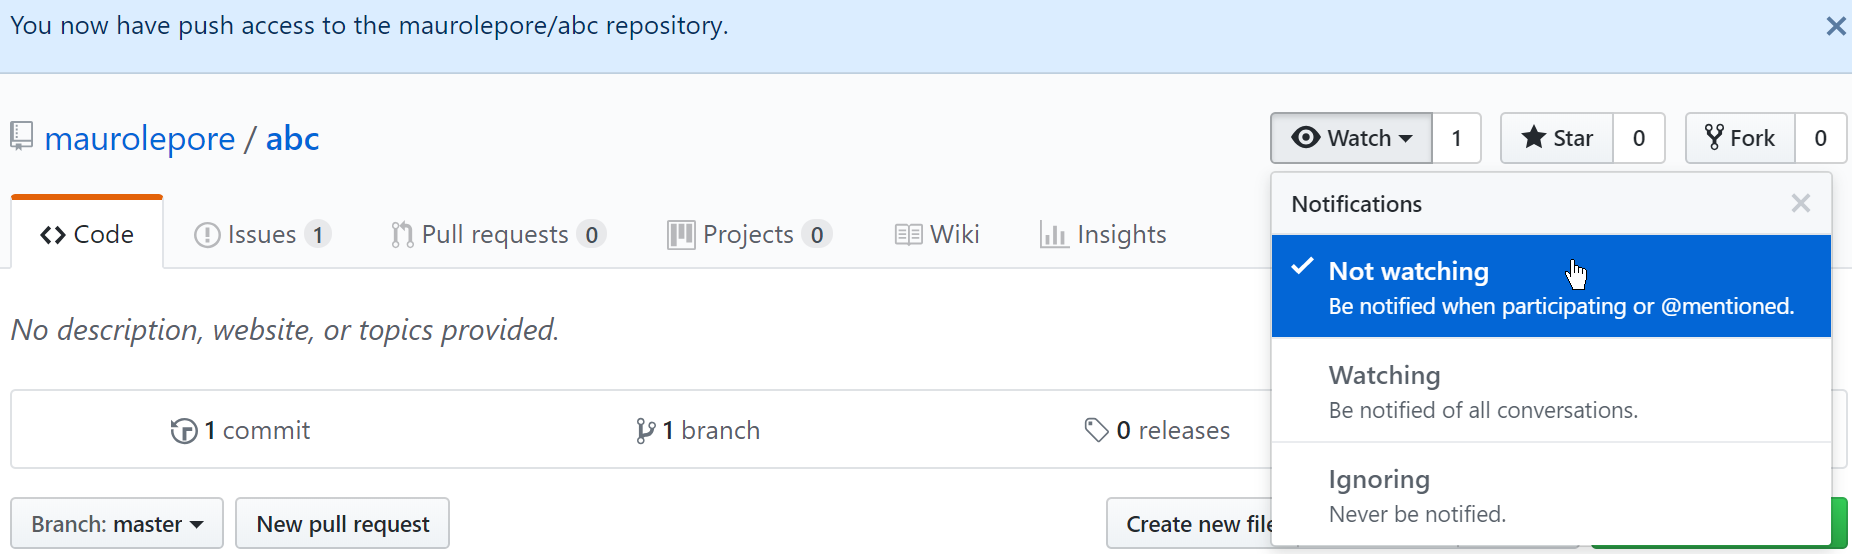 You now have push access to the maurolepore/abc repository.
maurolepore / abc
Watch 1 Star 0 Fork 0
Notifications
Code Issues 1 Pull requests 0 Projects 0 Wiki Insights
Not watching
Be notified when participating or @mentioned.
No description, website, or topics provided.
Watching
Be notified of all conversations.
1 commit 1 branch 0 releases
Ignoring
Never be notified.
Branch: master New pull request Create new file